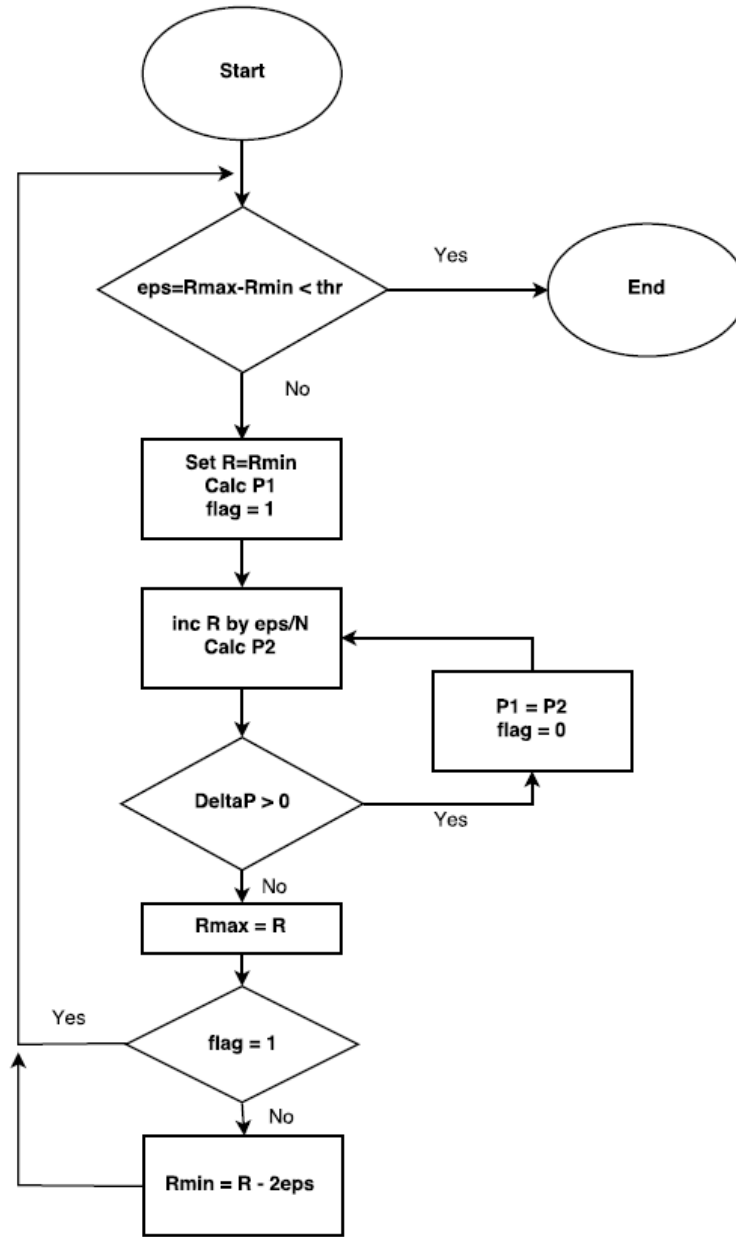 Start
eps=Rmax-Rmin < thr
Yes
End
No
Set R=Rmin
Calc P1
flag = 1
inc R by eps/N
Calc P2
P1 = P2
flag = 0
DeltaP > 0
Yes
No
Rmax = R
Yes
flag = 1
No
Rmin = R - 2eps